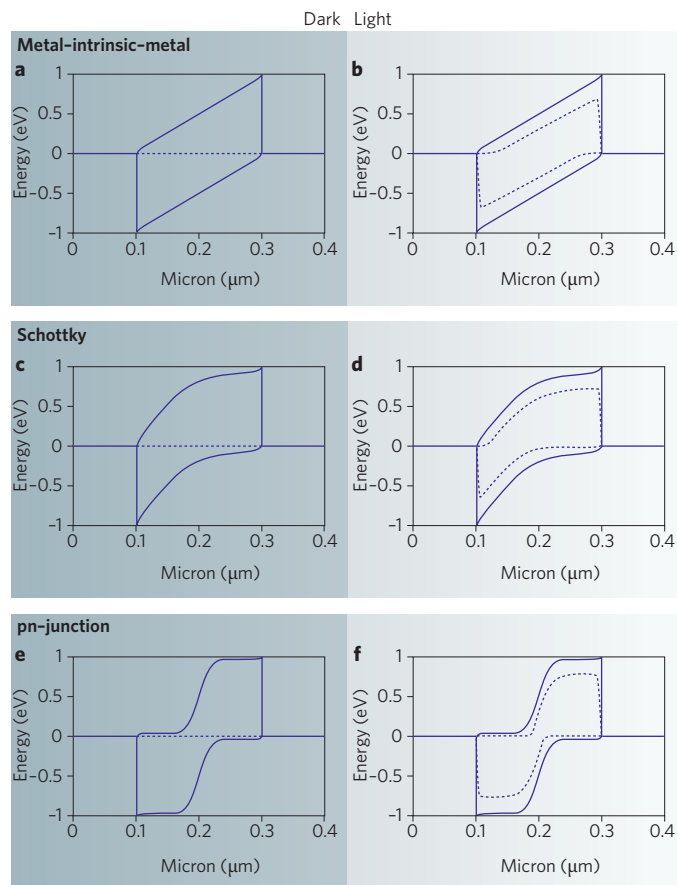 Dark Light
Metal–intrinsic–metal
a
Energy (eV)
1
0.5
0
–0.5
–1
0 0.1 0.2 0.3 0.4
Micron (μm)
b
Energy (eV)
1
0.5
0
–0.5
–1
0 0.1 0.2 0.3 0.4
Micron (μm)
Schottky
c
Energy (eV)
1
0.5
0
–0.5
–1
0 0.1 0.2 0.3 0.4
Micron (μm)
d
Energy (eV)
1
0.5
0
–0.5
–1
0 0.1 0.2 0.3 0.4
Micron (μm)
pn–junction
e
Energy (eV)
1
0.5
0
–0.5
–1
0 0.1 0.2 0.3 0.4
Micron (μm)
f
Energy (eV)
1
0.5
0
–0.5
–1
0 0.1 0.2 0.3 0.4
Micron (μm)